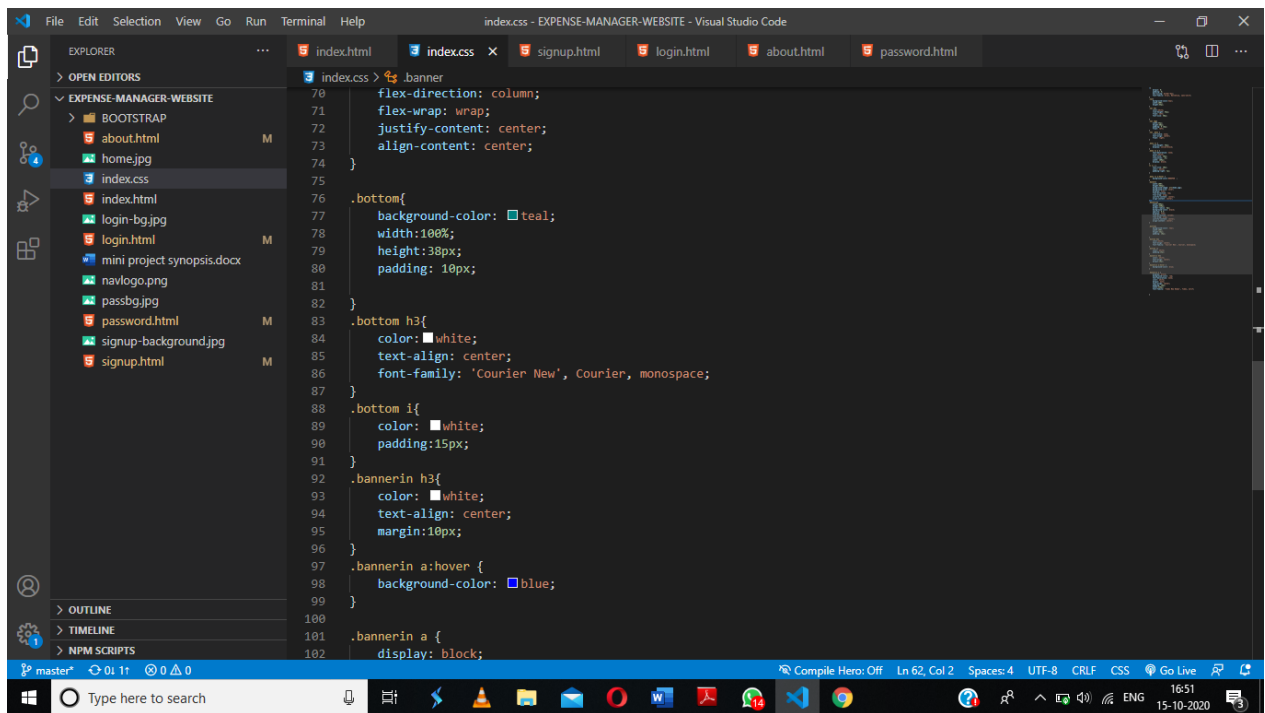 File Edit Selection View Go Run Terminal Help index.css - EXPENSE-MANAGER-WEBSITE - Visual Studio Code
EXPLORER
index.html index.css signup.html login.html about.html password.html
> OPEN EDITORS
index.css > .banner
EXPENSE-MANAGER-WEBSITE
> BOOTSTRAP
about.html M
home.jpg
index.css
index.html
login-bg.jpg
login.html M
mini project synopsis.docx
navlogo.png
passbg.jpg
password.html M
signup-background.jpg
signup.html M
> OUTLINE
> TIMELINE
> NPM SCRIPTS
70 flex-direction: column;
71 flex-wrap: wrap;
72 justify-content: center;
73 align-content: center;
74 }
75
76 .bottom{
77 background-color: teal;
78 width:100%;
79 height:38px;
80 padding: 10px;
81
82 }
83 .bottom h3{
84 color: white;
85 text-align: center;
86 font-family: 'Courier New', Courier, monospace;
87 }
88 .bottom i{
89 color: white;
90 padding:15px;
91 }
92 .bannerin h3{
93 color: white;
94 text-align: center;
95 margin:10px;
96 }
97 .bannerin a:hover {
98 background-color: blue;
99 }
100
101 .bannerin a {
102 display: block;
4
1
master* 0↓ 1↑ 0 0 Compile Hero: Off Ln 62, Col 2 Spaces: 4 UTF-8 CRLF CSS Go Live
Type here to search 14 ENG 16:51
15-10-2020 3